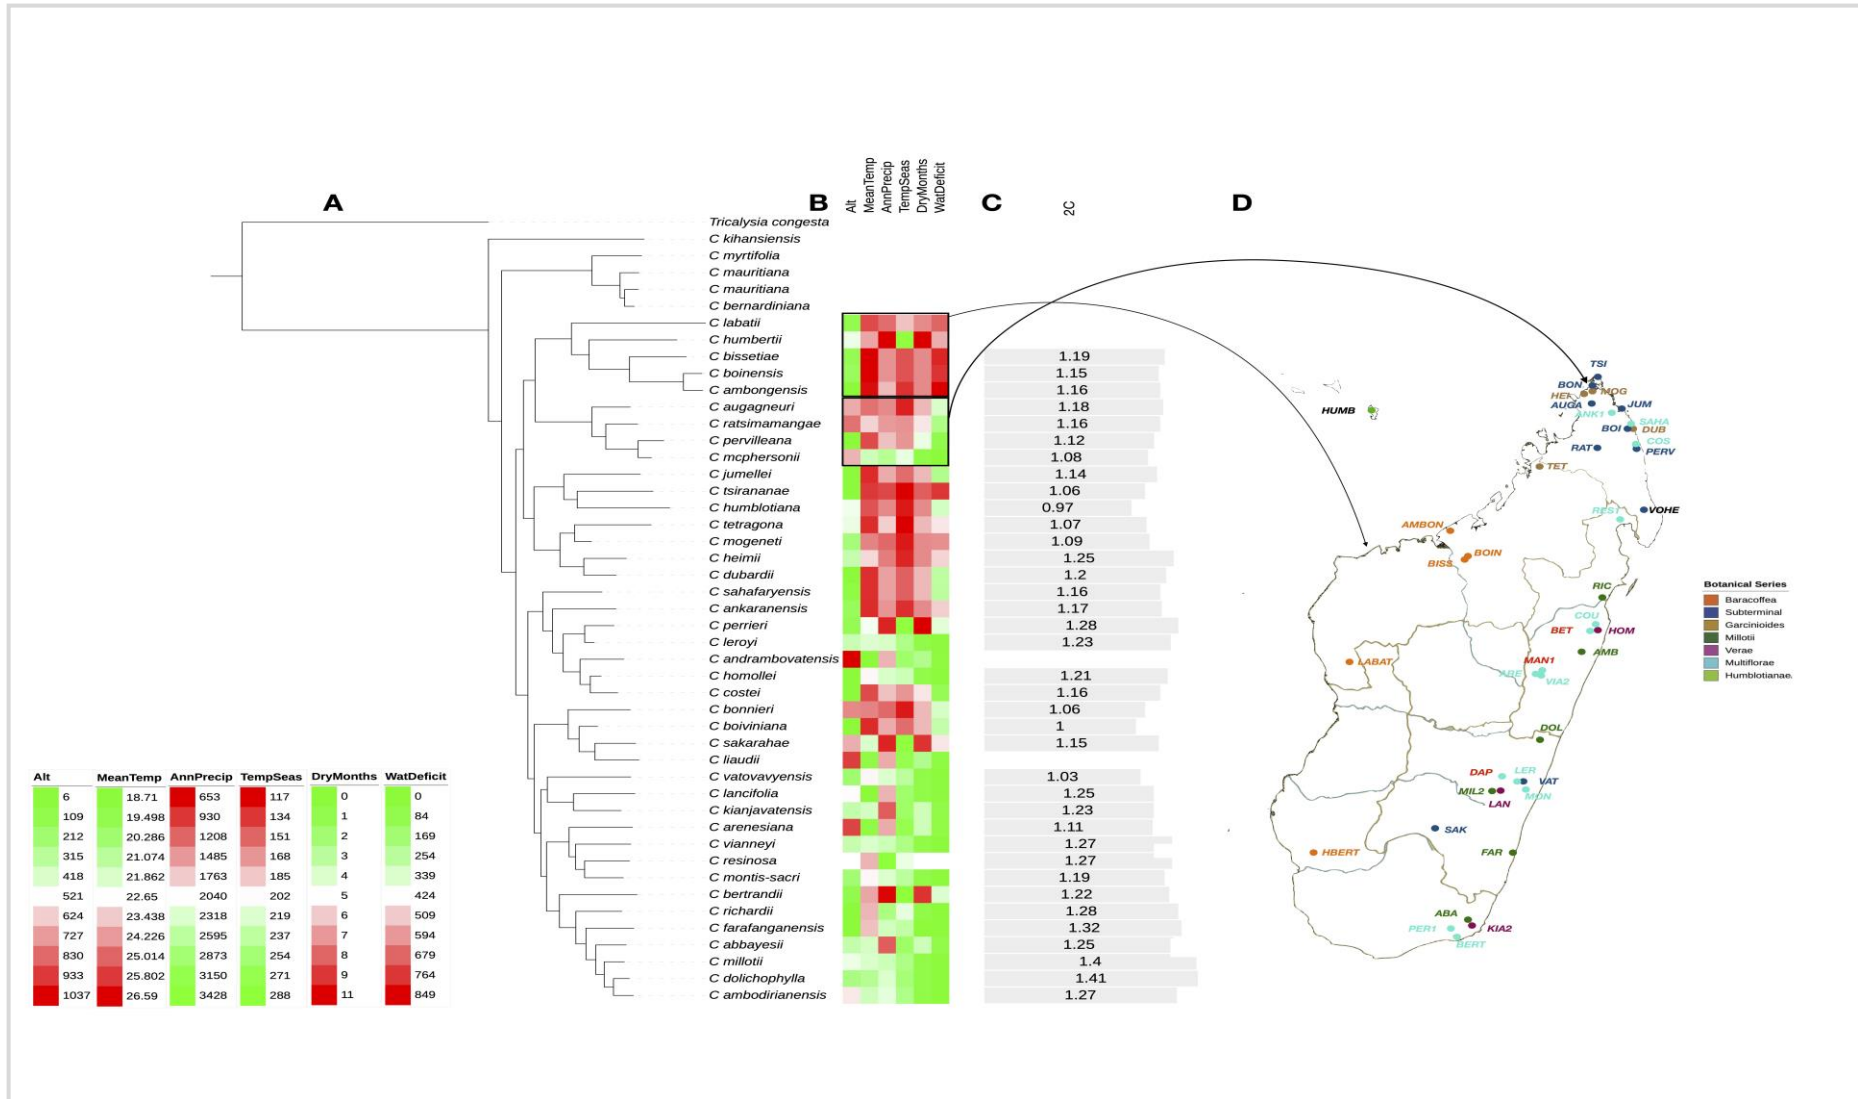 A
B
Alt
MeanTemp
AnnPrecip
TempSeas
DryMonths
WatDeficit
C
2C
D
Tricalysia congesta
C kihansiensis
C myrtifolia
C mauritiana
C mauritiana
C bernardiniana
C labatii
C humbertii
C bissetiae 1.19
C boinensis 1.15
C ambongensis 1.16
C augagneuri 1.18
C ratsimamangae 1.16
C pervilleana 1.12
C mcphersonii 1.08
C jumellei 1.14
C tsirananae 1.06
C humblotiana 0.97
C tetragona 1.07
C mogeneti 1.09
C heimii 1.25
C dubardii 1.2
C sahafaryensis 1.16
C ankaranensis 1.17
C perrieri 1.28
C leroyi 1.23
C andrambovatensis
C homollei 1.21
C costei 1.16
C bonnieri 1.06
C boiviniana 1
C sakarahae 1.15
C liaudii
C vatovavyensis 1.03
C lancifolia 1.25
C kianjavatensis 1.23
C arenesiana 1.11
C vianneyi 1.27
C resinosa 1.27
C montis-sacri 1.19
C bertrandii 1.22
C richardii 1.28
C farafanganensis 1.32
C abbayesii 1.25
C millotii 1.4
C dolichophylla 1.41
C ambodirianensis 1.27
Alt MeanTemp AnnPrecip TempSeas DryMonths WatDeficit
6 18.71 653 117 0 0
109 19.498 930 134 1 84
212 20.286 1208 151 2 169
315 21.074 1485 168 3 254
418 21.862 1763 185 4 339
521 22.65 2040 202 5 424
624 23.438 2318 219 6 509
727 24.226 2595 237 7 594
830 25.014 2873 254 8 679
933 25.802 3150 271 9 764
1037 26.59 3428 288 11 849
TSI
BON
HEI
MOG
HUMB
AUGA
JUM
ANK1
SAHA
BOI
DUB
COS
RAT
PERV
TET
VOHE
RES1
AMBON
BOIN
BISS
RIC
COU
BET
HOM
AMB
LABAT
MAN1
ARE
VIA2
DOL
DAP
LER
VAT
MIL2
MON
LAN
SAK
HBERT
FAR
ABA
PER1
KIA2
BERT
Botanical Series
Baracoffea
Subterminal
Garcinioides
Millotii
Verae
Multiflorae
Humblotianae.